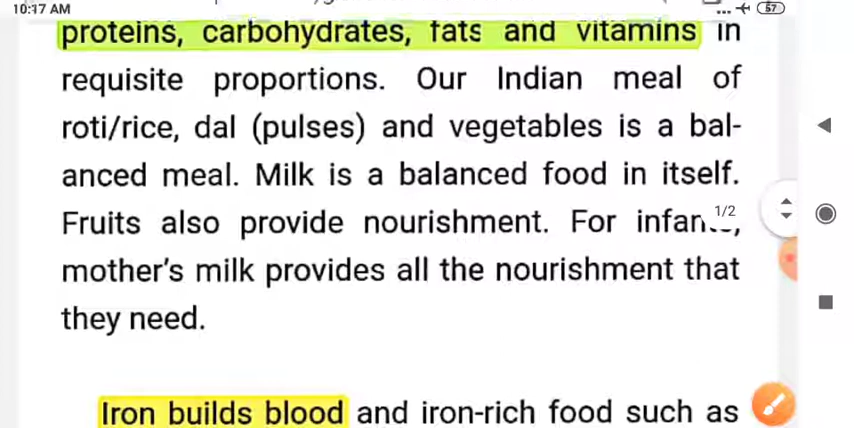 10:17 AM
... 57
proteins, carbohydrates, fats and vitamins in
requisite proportions. Our Indian meal of
roti/rice, dal (pulses) and vegetables is a bal-
anced meal. Milk is a balanced food in itself.
Fruits also provide nourishment. For
1/2
mother's milk provides all the nourishment that
they need.
Iron builds blood and iron-rich food such as